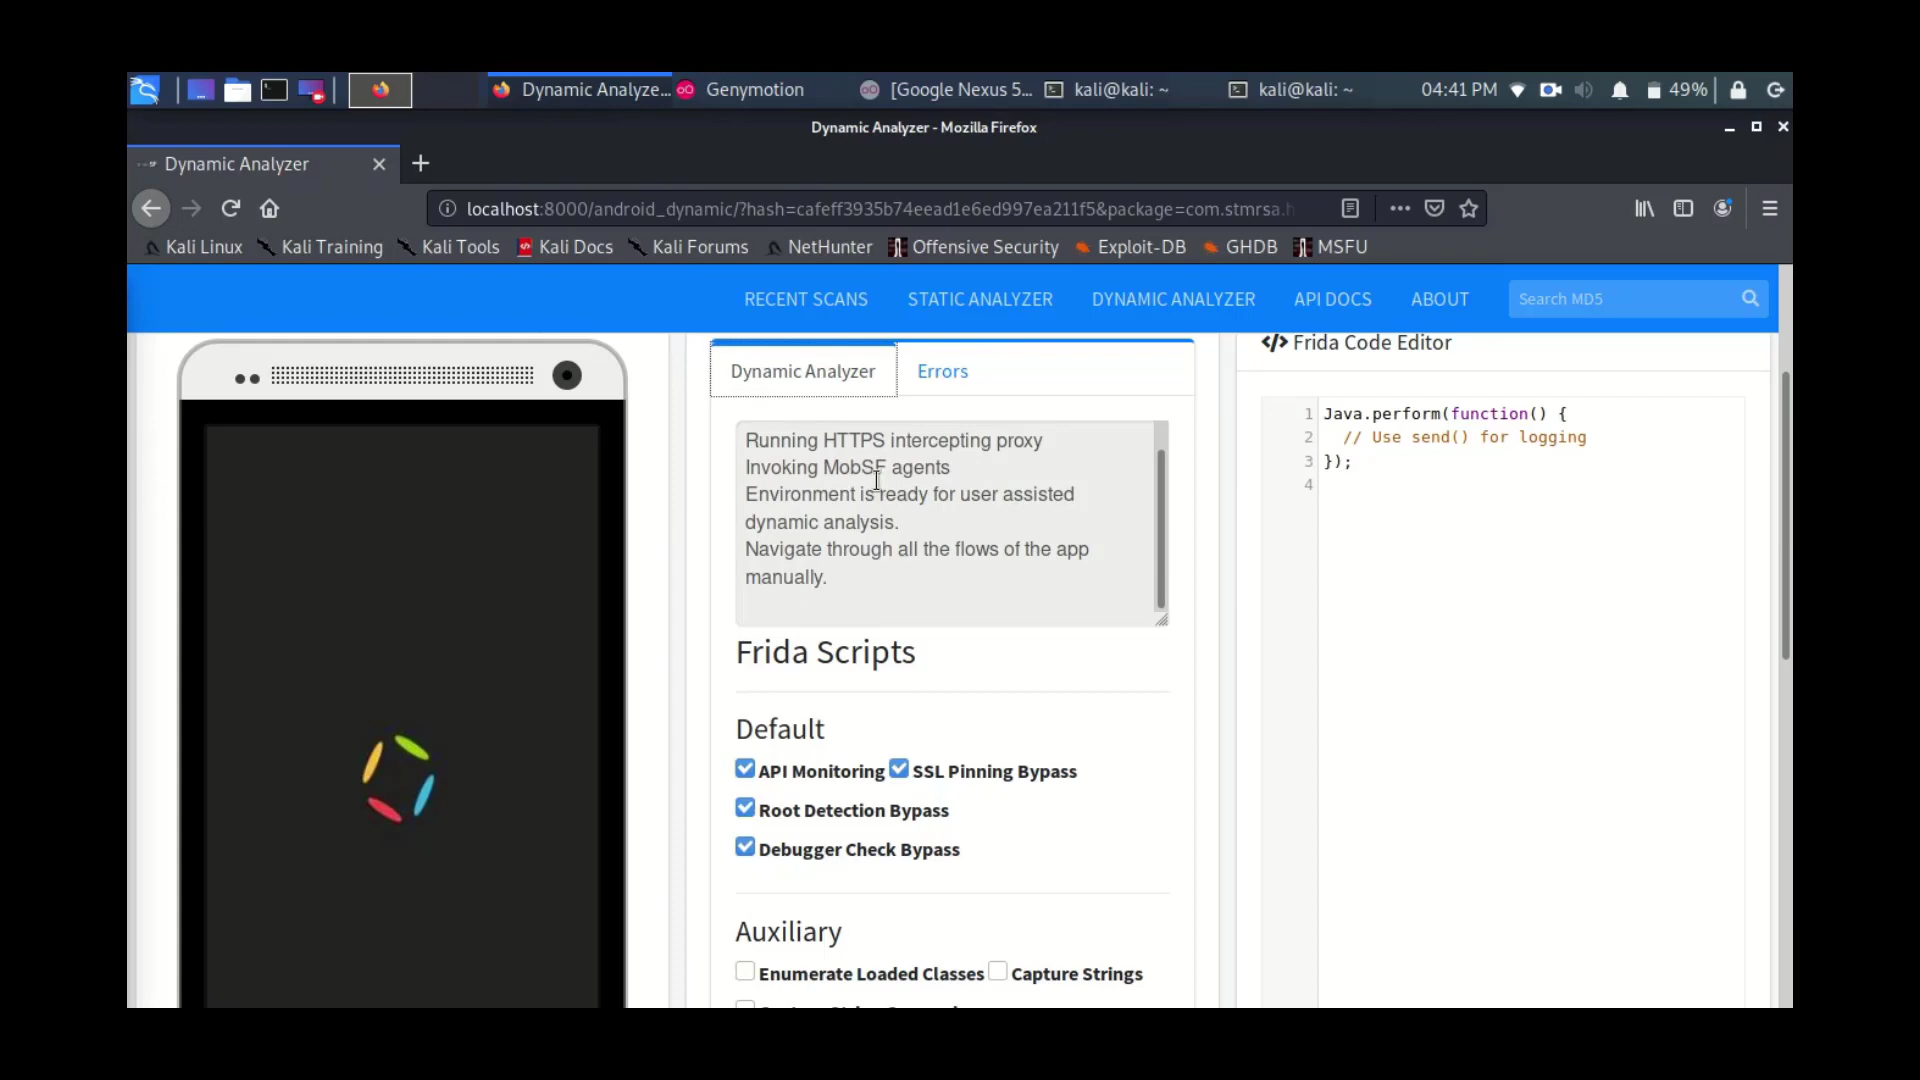 Dynamic Analyze...
Genymotion
[Google Nexus 5...
kali@kali: ~
kali@kali: ~
04:41 PM
49%
Dynamic Analyzer - Mozilla Firefox
Dynamic Analyzer
localhost:8000/android_dynamic/?hash=cafeff3935b74eead1e6ed997ea211f5&package=com.stmrsa.h
Kali Linux
Kali Training
Kali Tools
Kali Docs
Kali Forums
NetHunter
Offensive Security
Exploit-DB
GHDB
MSFU
RECENT SCANS
STATIC ANALYZER
DYNAMIC ANALYZER
API DOCS
ABOUT
Search MD5
Dynamic Analyzer
Errors
Running HTTPS intercepting proxy
Invoking MobSF agents
Environment is ready for user assisted
dynamic analysis.
Navigate through all the flows of the app
manually.
Frida Scripts
Default
API Monitoring
SSL Pinning Bypass
Root Detection Bypass
Debugger Check Bypass
Auxiliary
Enumerate Loaded Classes
Capture Strings
</> Frida Code Editor
1 Java.perform(function() {
2 // Use send() for logging
3 });
4